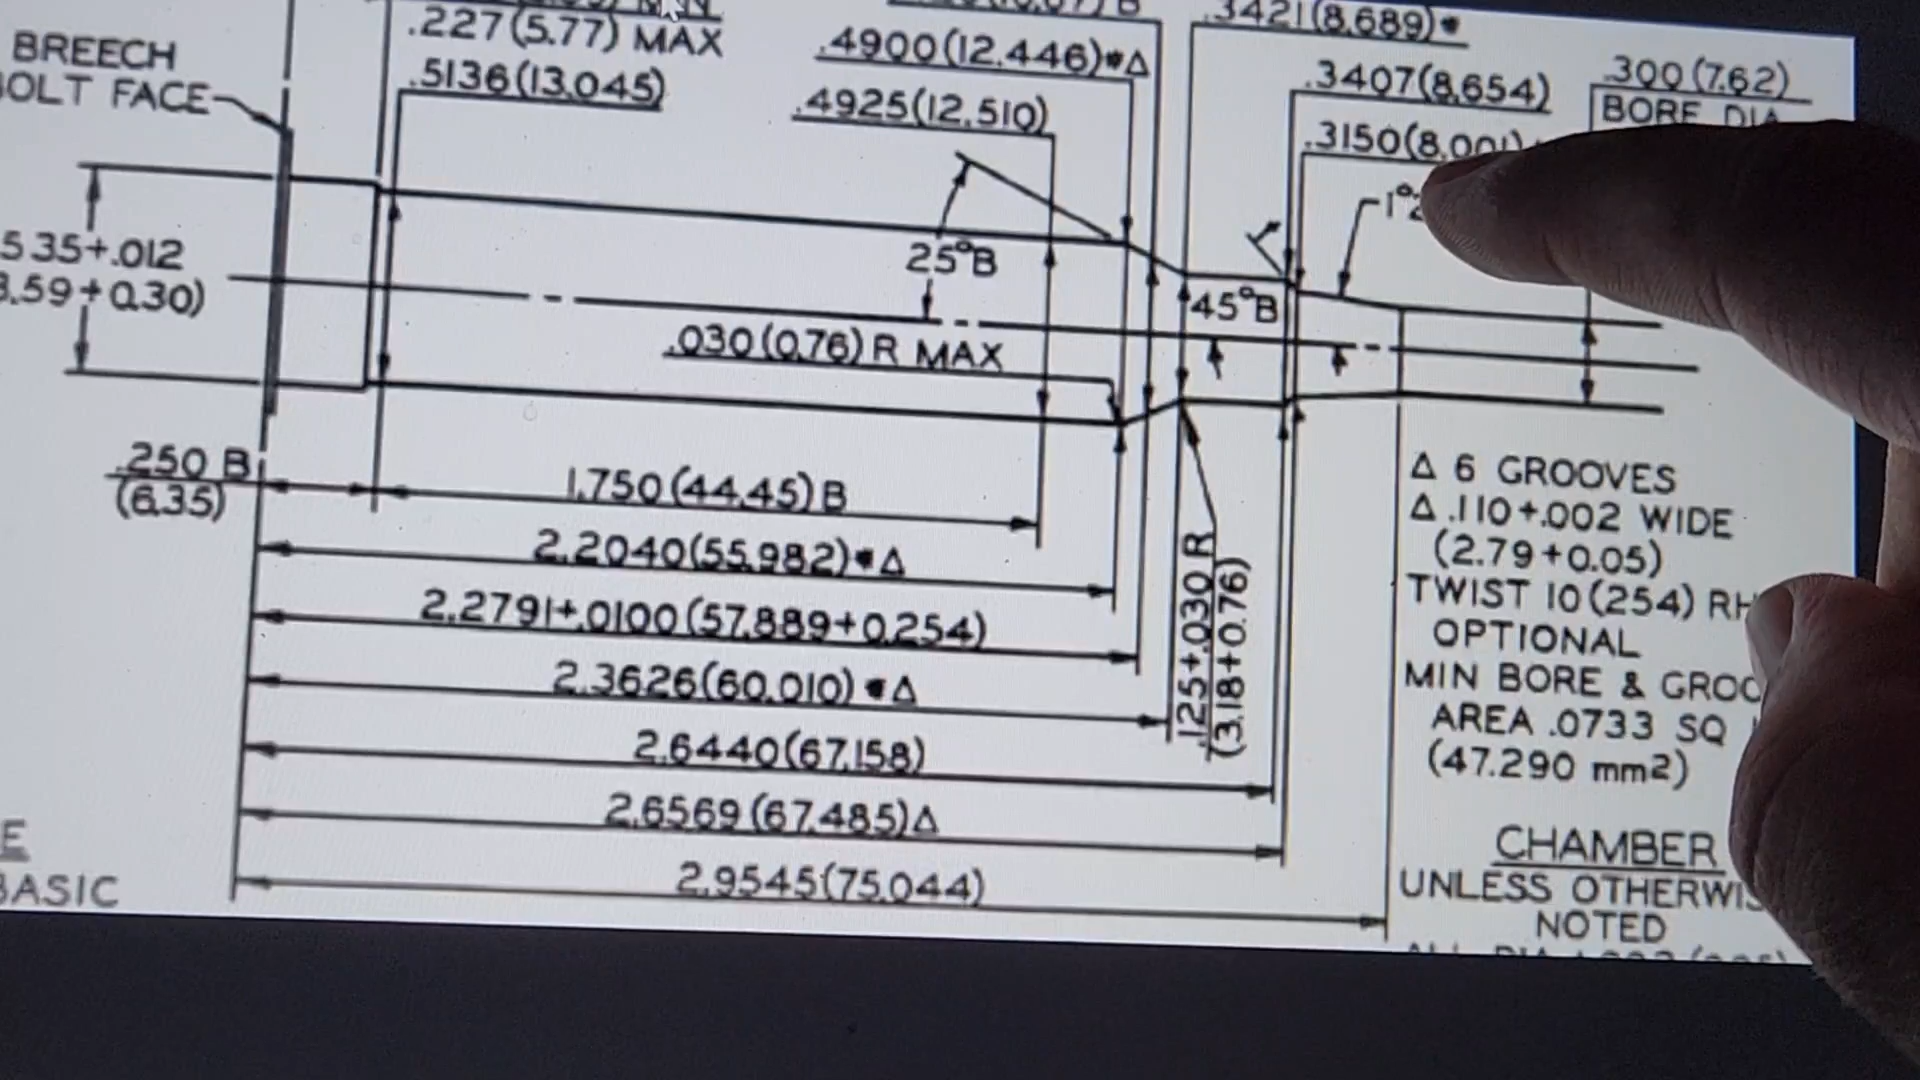 .227(5.77) MAX
.5136(13.045)
BREECH
BOLT FACE
.4900(12.446)*Δ
.4925(12.510)
.3421(8.689)*
.3407(8.654)
.3150(8.001)
.300(7.62)
BORE DIA
535+.012
.59+0.30)
25°B
45°B
1°
.030(0.76) R MAX
.250 B
(6.35)
1.750(44.45)B
2.2040(55.982)*Δ
2.2791+.0100(57.889+0.254)
2.3626(60.010)*Δ
2.6440(67.158)
2.6569(67.485)Δ
2.9545(75.044)
.125+.030 R
(3.18+0.76)
Δ 6 GROOVES
Δ .110+.002 WIDE
(2.79+0.05)
TWIST 10(254) RH
OPTIONAL
MIN BORE & GROO
AREA .0733 SQ
(47.290 mm2)
CHAMBER
UNLESS OTHERWIS
NOTED
BASIC